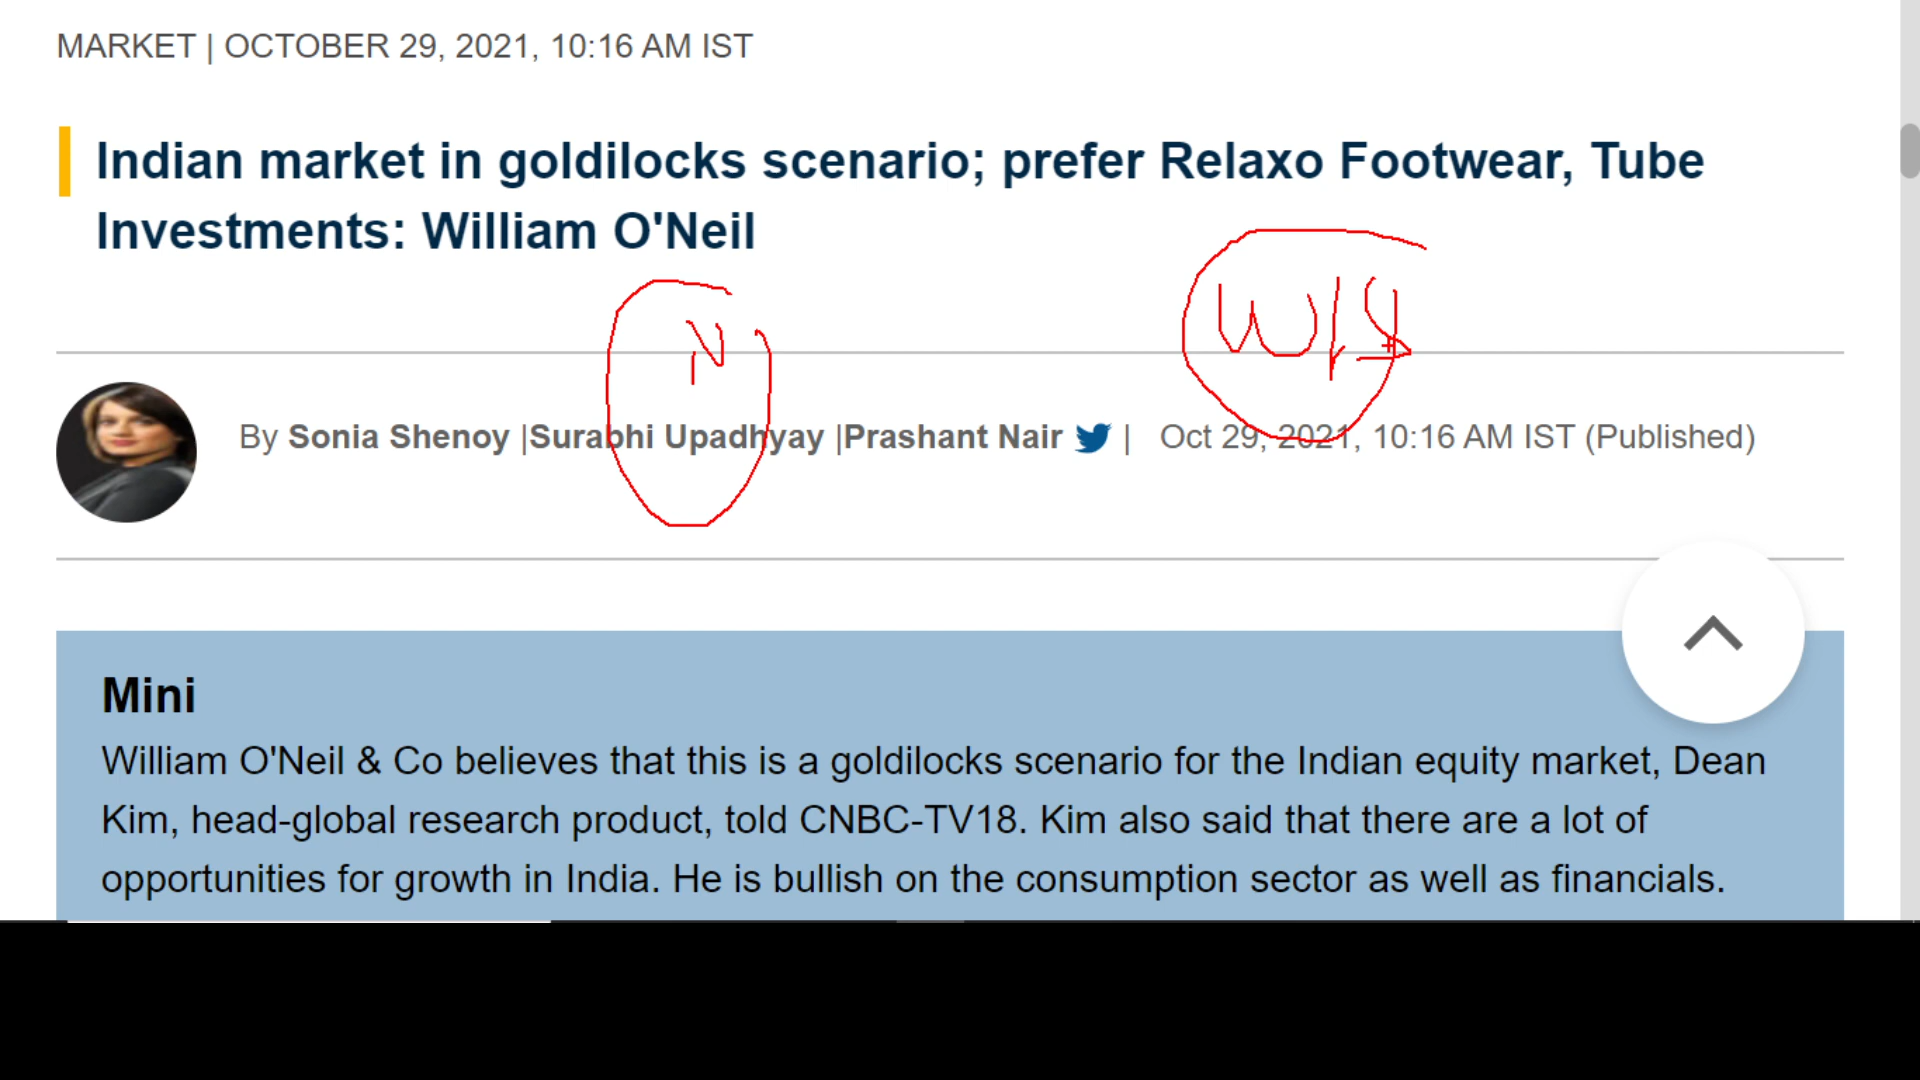 MARKET | OCTOBER 29, 2021, 10:16 AM IST
Indian market in goldilocks scenario; prefer Relaxo Footwear, Tube
Investments: William O'Neil
N
By Sonia Shenoy |Surabhi Upadhyay |Prashant Nair | Oct 29, 2021, 10:16 AM IST (Published)
Mini
William O'Neil & Co believes that this is a goldilocks scenario for the Indian equity market, Dean
Kim, head-global research product, told CNBC-TV18. Kim also said that there are a lot of
opportunities for growth in India. He is bullish on the consumption sector as well as financials.